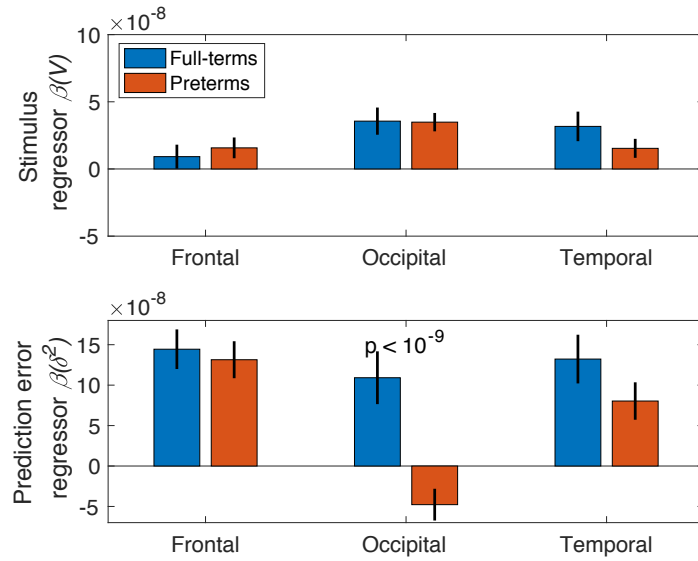 ×10⁻⁸
10
5
0
-5
Stimulus
regressor β(V)
Full-terms
Preterms
Frontal Occipital Temporal
×10⁻⁸
15
10
5
0
-5
Prediction error
regressor β(δ²)
p < 10⁻⁹
Frontal Occipital Temporal